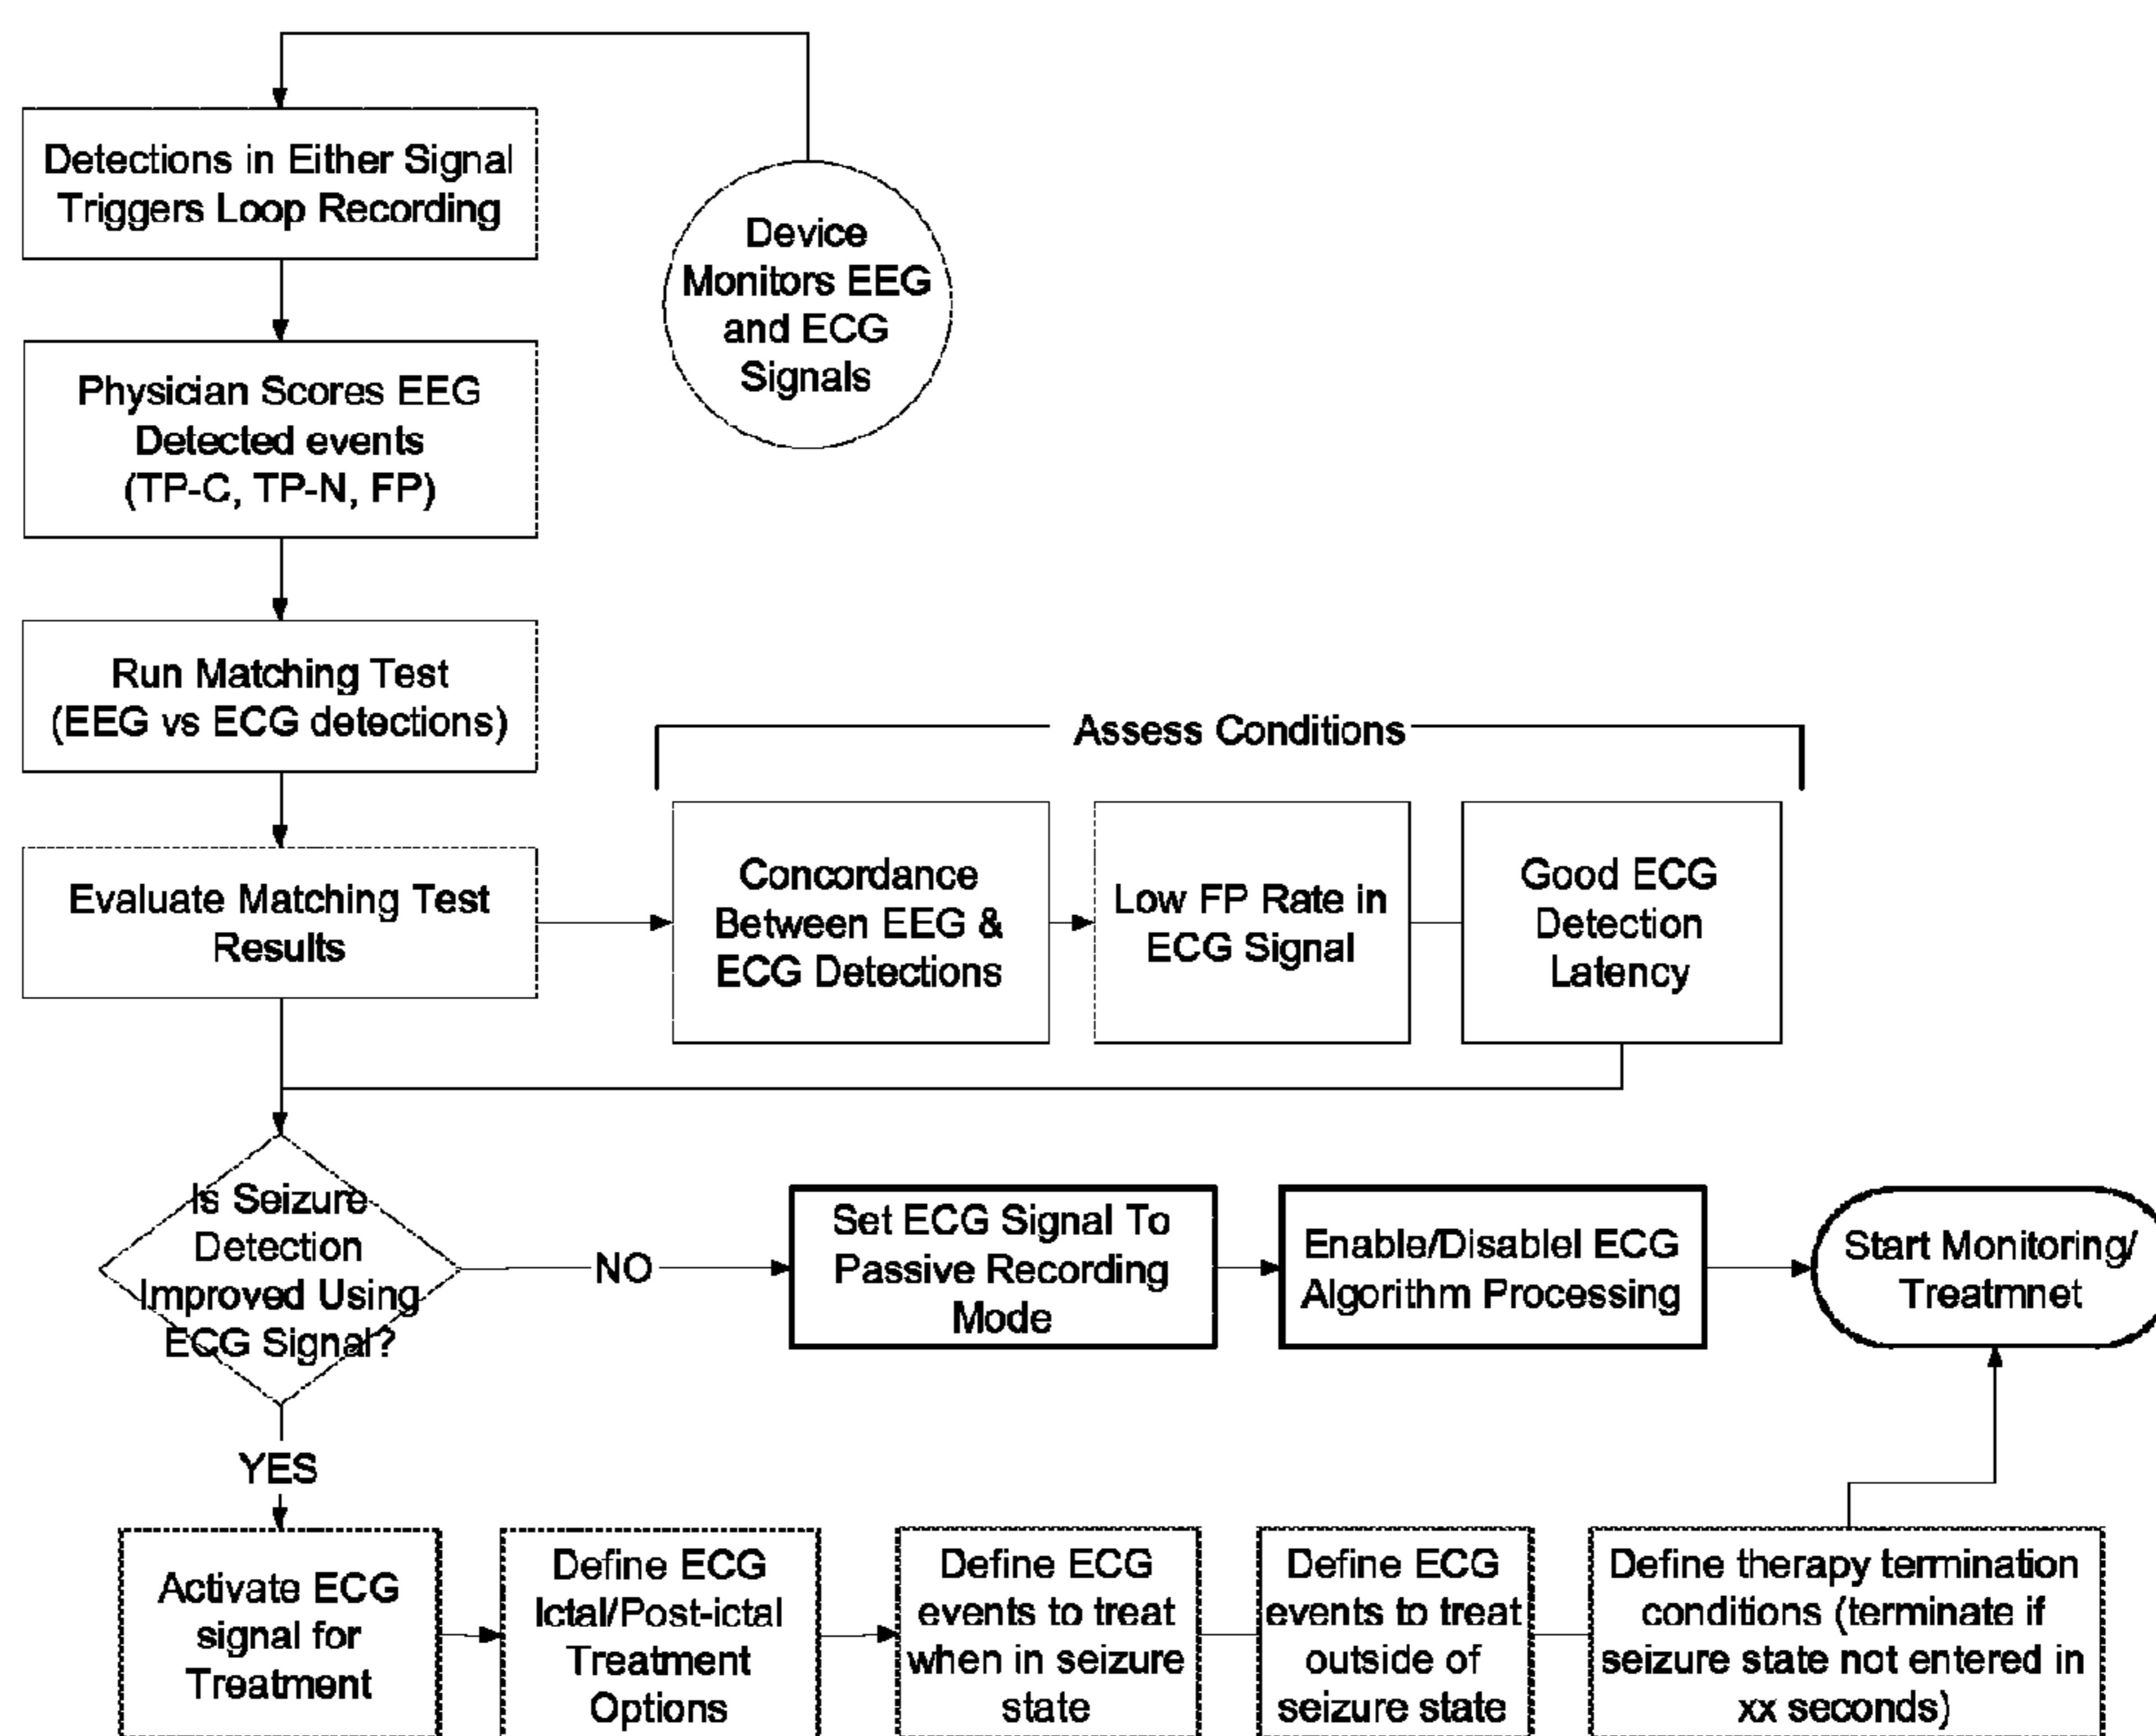 Detections in Either Signal
Triggers Loop Recording
Device
Monitors EEG
and ECG
Signals
Physician Scores EEG
Detected events
(TP-C, TP-N, FP)
Run Matching Test
(EEG vs ECG detections)
Assess Conditions
Evaluate Matching Test
Results
Concordance
Between EEG &
ECG Detections
Low FP Rate in
ECG Signal
Good ECG
Detection
Latency
Is Seizure
Detection
Improved Using
ECG Signal?
NO
Set ECG Signal To
Passive Recording
Mode
Enable/Disablel ECG
Algorithm Processing
Start Monitoring/
Treatmnet
YES
Activate ECG
signal for
Treatment
Define ECG
Ictal/Post-ictal
Treatment
Options
Define ECG
events to treat
when in seizure
state
Define ECG
events to treat
outside of
seizure state
Define therapy termination
conditions (terminate if
seizure state not entered in
xx seconds)